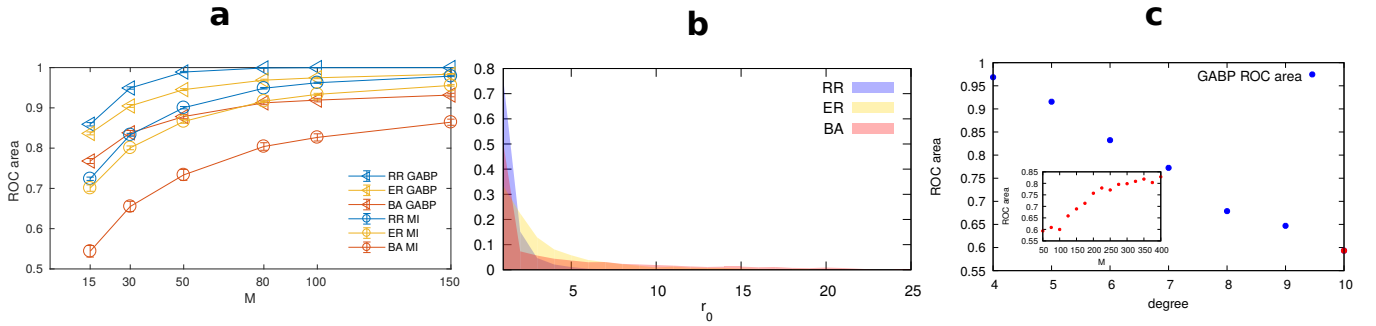 a
ROC area
1
0.9
0.8
0.7
0.6
0.5
15 30 50 80 100 150
M
RR GABP
ER GABP
BA GABP
RR MI
ER MI
BA MI
b
0.8
0.7
0.6
0.5
0.4
0.3
0.2
0.1
0
5 10 15 20 25
r0
RR
ER
BA
c
ROC area
1
0.95
0.9
0.85
0.8
0.75
0.7
0.65
0.6
0.55
4 5 6 7 8 9 10
degree
GABP ROC area
ROC area
0.85
0.8
0.75
0.7
0.65
0.6
0.55
50 100 150 200 250 300 350 400
M